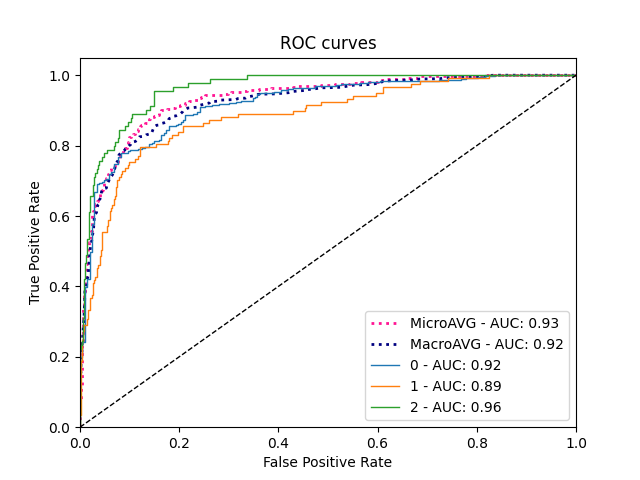 ROC curves
True Positive Rate
1.0
0.8
0.6
0.4
0.2
0.0
MicroAVG - AUC: 0.93
MacroAVG - AUC: 0.92
0 - AUC: 0.92
1 - AUC: 0.89
2 - AUC: 0.96
0.0 0.2 0.4 0.6 0.8 1.0
False Positive Rate